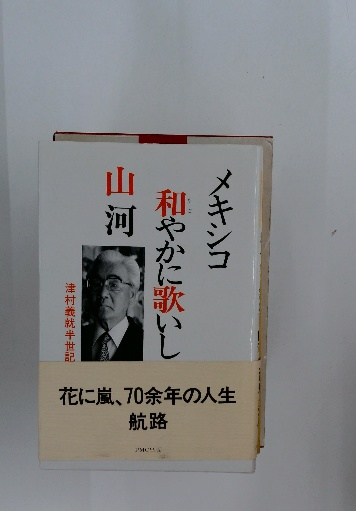 メキシコ
和やかに歌いし
山河
津村義就半世記
花に嵐、70余年の人生
航路